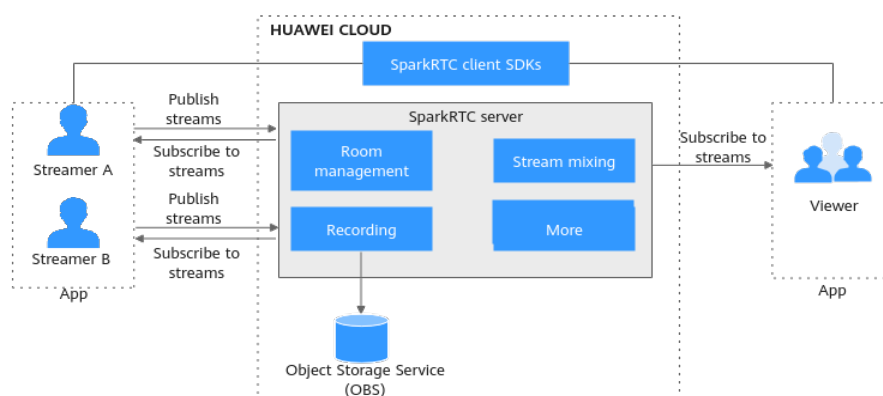 HUAWEI CLOUD
SparkRTC client SDKs
Publish
streams
Subscribe to
streams
Streamer A
Publish
streams
Subscribe to
streams
Streamer B
App
SparkRTC server
Room
management
Stream mixing
Recording
More
Object Storage Service
(OBS)
Subscribe to
streams
Viewer
App